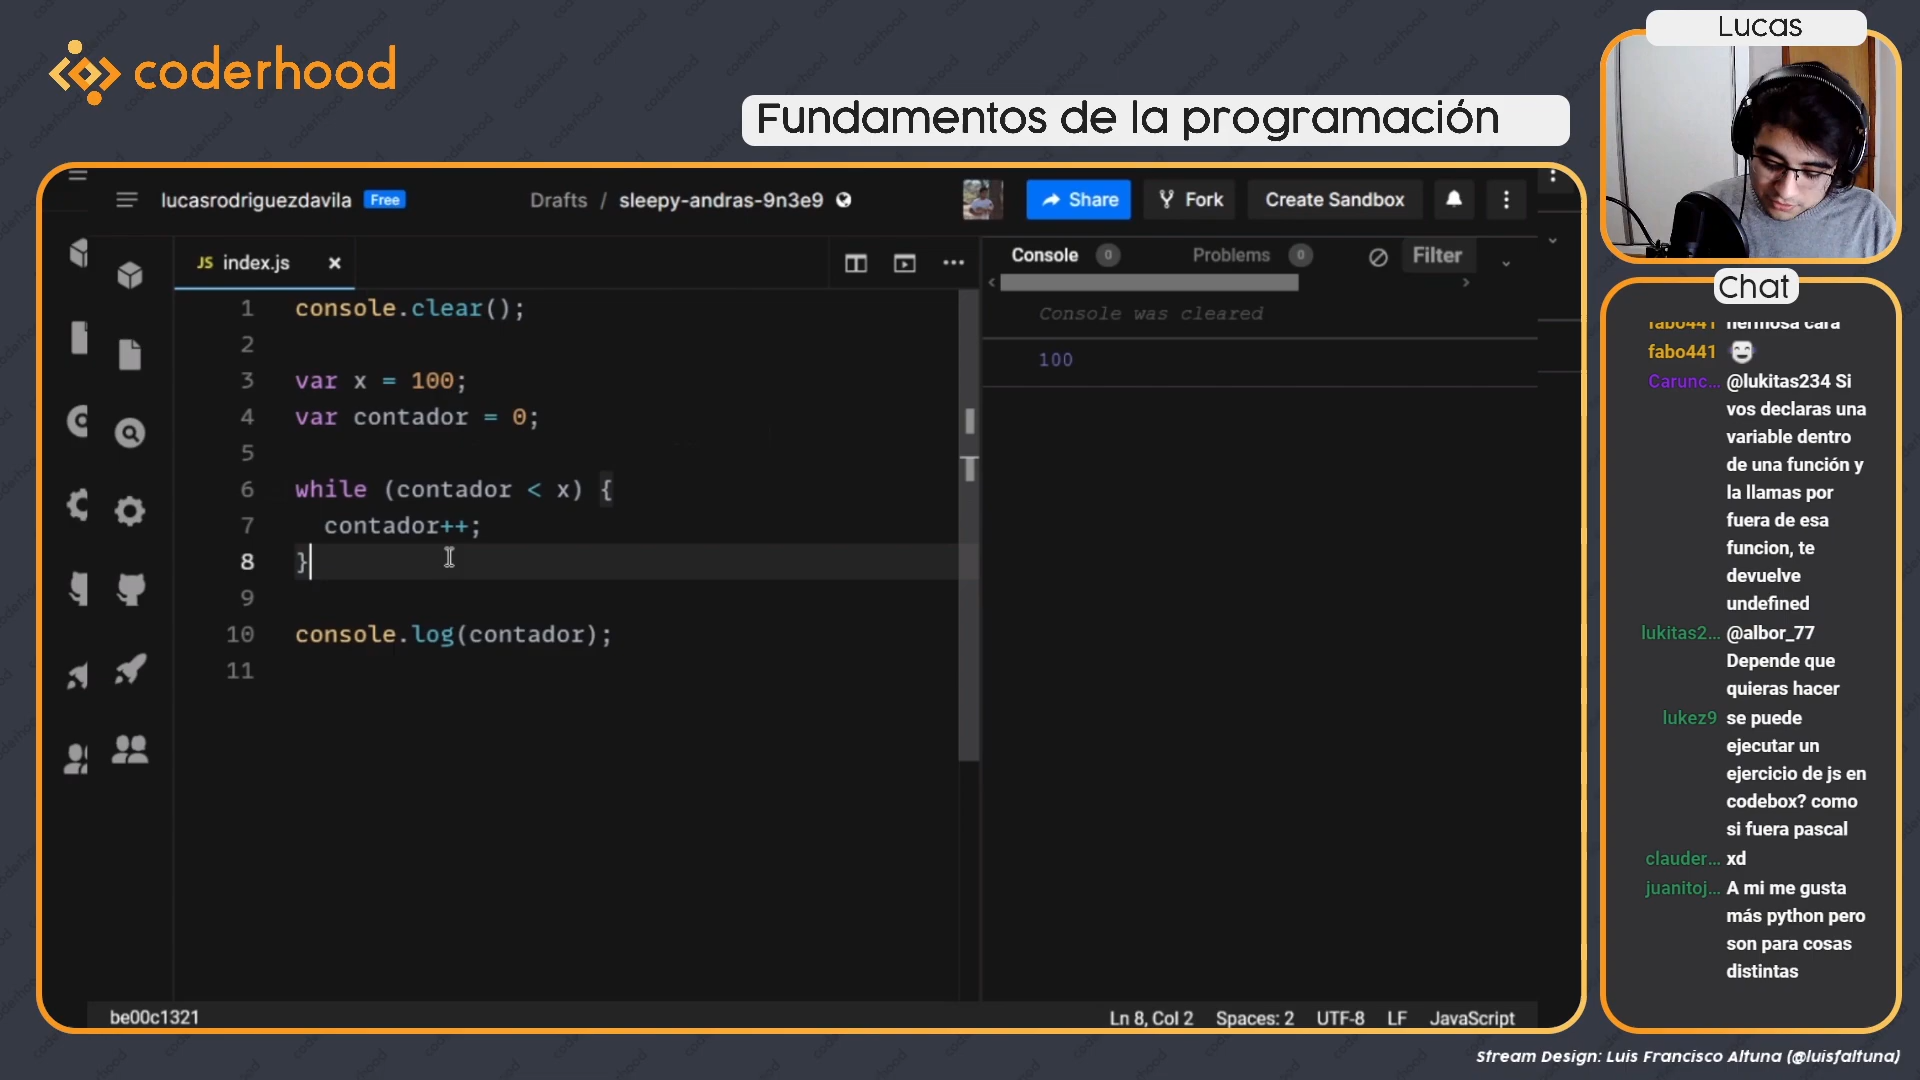 coderhood
Fundamentos de la programación
Lucas
lucasrodriguezdavila Free
Drafts / sleepy-andras-9n3e9
Share
Fork
Create Sandbox
JS index.js
Console 0
Problems 0
Filter
1 console.clear();
2
3 var x = 100;
4 var contador = 0;
5
6 while (contador < x) {
7 contador++;
8 }
9
10 console.log(contador);
11
Console was cleared
100
be00c1321
Ln 8, Col 2 Spaces: 2 UTF-8 LF JavaScript
Chat
fabo441 hermosa cara
fabo441
Carunc... @lukitas234 Si
vos declaras una
variable dentro
de una función y
la llamas por
fuera de esa
funcion, te
devuelve
undefined
lukitas2... @albor_77
Depende que
quieras hacer
lukez9 se puede
ejecutar un
ejercicio de js en
codebox? como
si fuera pascal
clauder... xd
juanitoj... A mi me gusta
más python pero
son para cosas
distintas
Stream Design: Luis Francisco Altuna (@luisfaltuna)